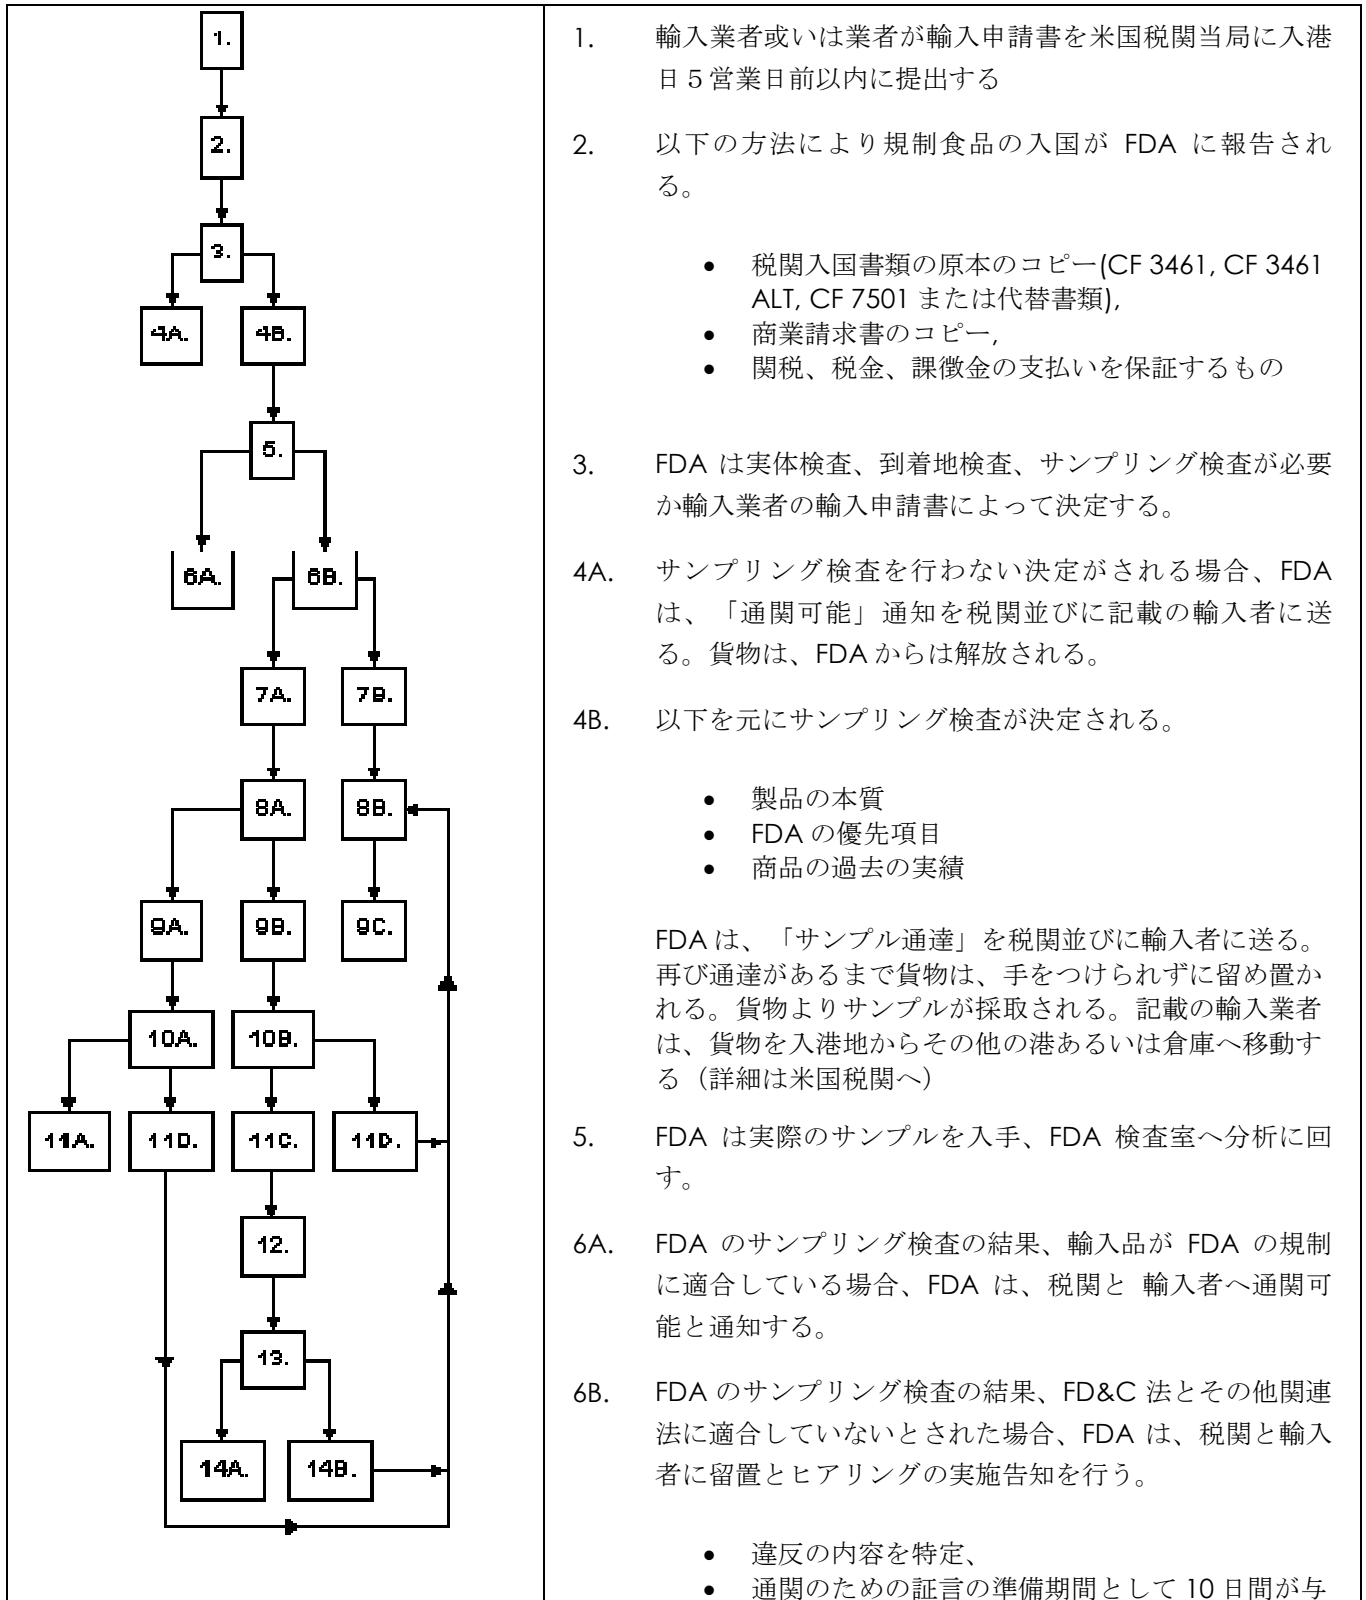 1.
2.
3.
4A. 4B.
5.
6A. 6B.
7A. 7B.
8A. 8B.
9A. 9B. 9C.
10A. 10B.
11A. 11D. 11C. 11D.
12.
13.
14A. 14B.
1. 輸入業者或いは業者が輸入申請書を米国税関当局に入港
日５営業日前以内に提出する
2. 以下の方法により規制食品の入国が FDA に報告され
る。
• 税関入国書類の原本のコピー(CF 3461, CF 3461
ALT, CF 7501 または代替書類),
• 商業請求書のコピー,
• 関税、税金、課徴金の支払いを保証するもの
3. FDA は実体検査、到着地検査、サンプリング検査が必要
か輸入業者の輸入申請書によって決定する。
4A. サンプリング検査を行わない決定がされる場合、FDA
は、「通関可能」通知を税関並びに記載の輸入者に送
る。貨物は、FDA からは解放される。
4B. 以下を元にサンプリング検査が決定される。
• 製品の本質
• FDA の優先項目
• 商品の過去の実績
FDA は、「サンプル通達」を税関並びに輸入者に送る。
再び通達があるまで貨物は、手をつけられずに留め置か
れる。貨物よりサンプルが採取される。記載の輸入業者
は、貨物を入港地からその他の港あるいは倉庫へ移動す
る（詳細は米国税関へ）
5. FDA は実際のサンプルを入手、FDA 検査室へ分析に回
す。
6A. FDA のサンプリング検査の結果、輸入品が FDA の規制
に適合している場合、FDA は、税関と 輸入者へ通関可
能と通知する。
6B. FDA のサンプリング検査の結果、FD&C 法とその他関連
法に適合していないとされた場合、FDA は、税関と輸入
者に留置とヒアリングの実施告知を行う。
• 違反の内容を特定、
• 通関のための証言の準備期間として 10 日間が与